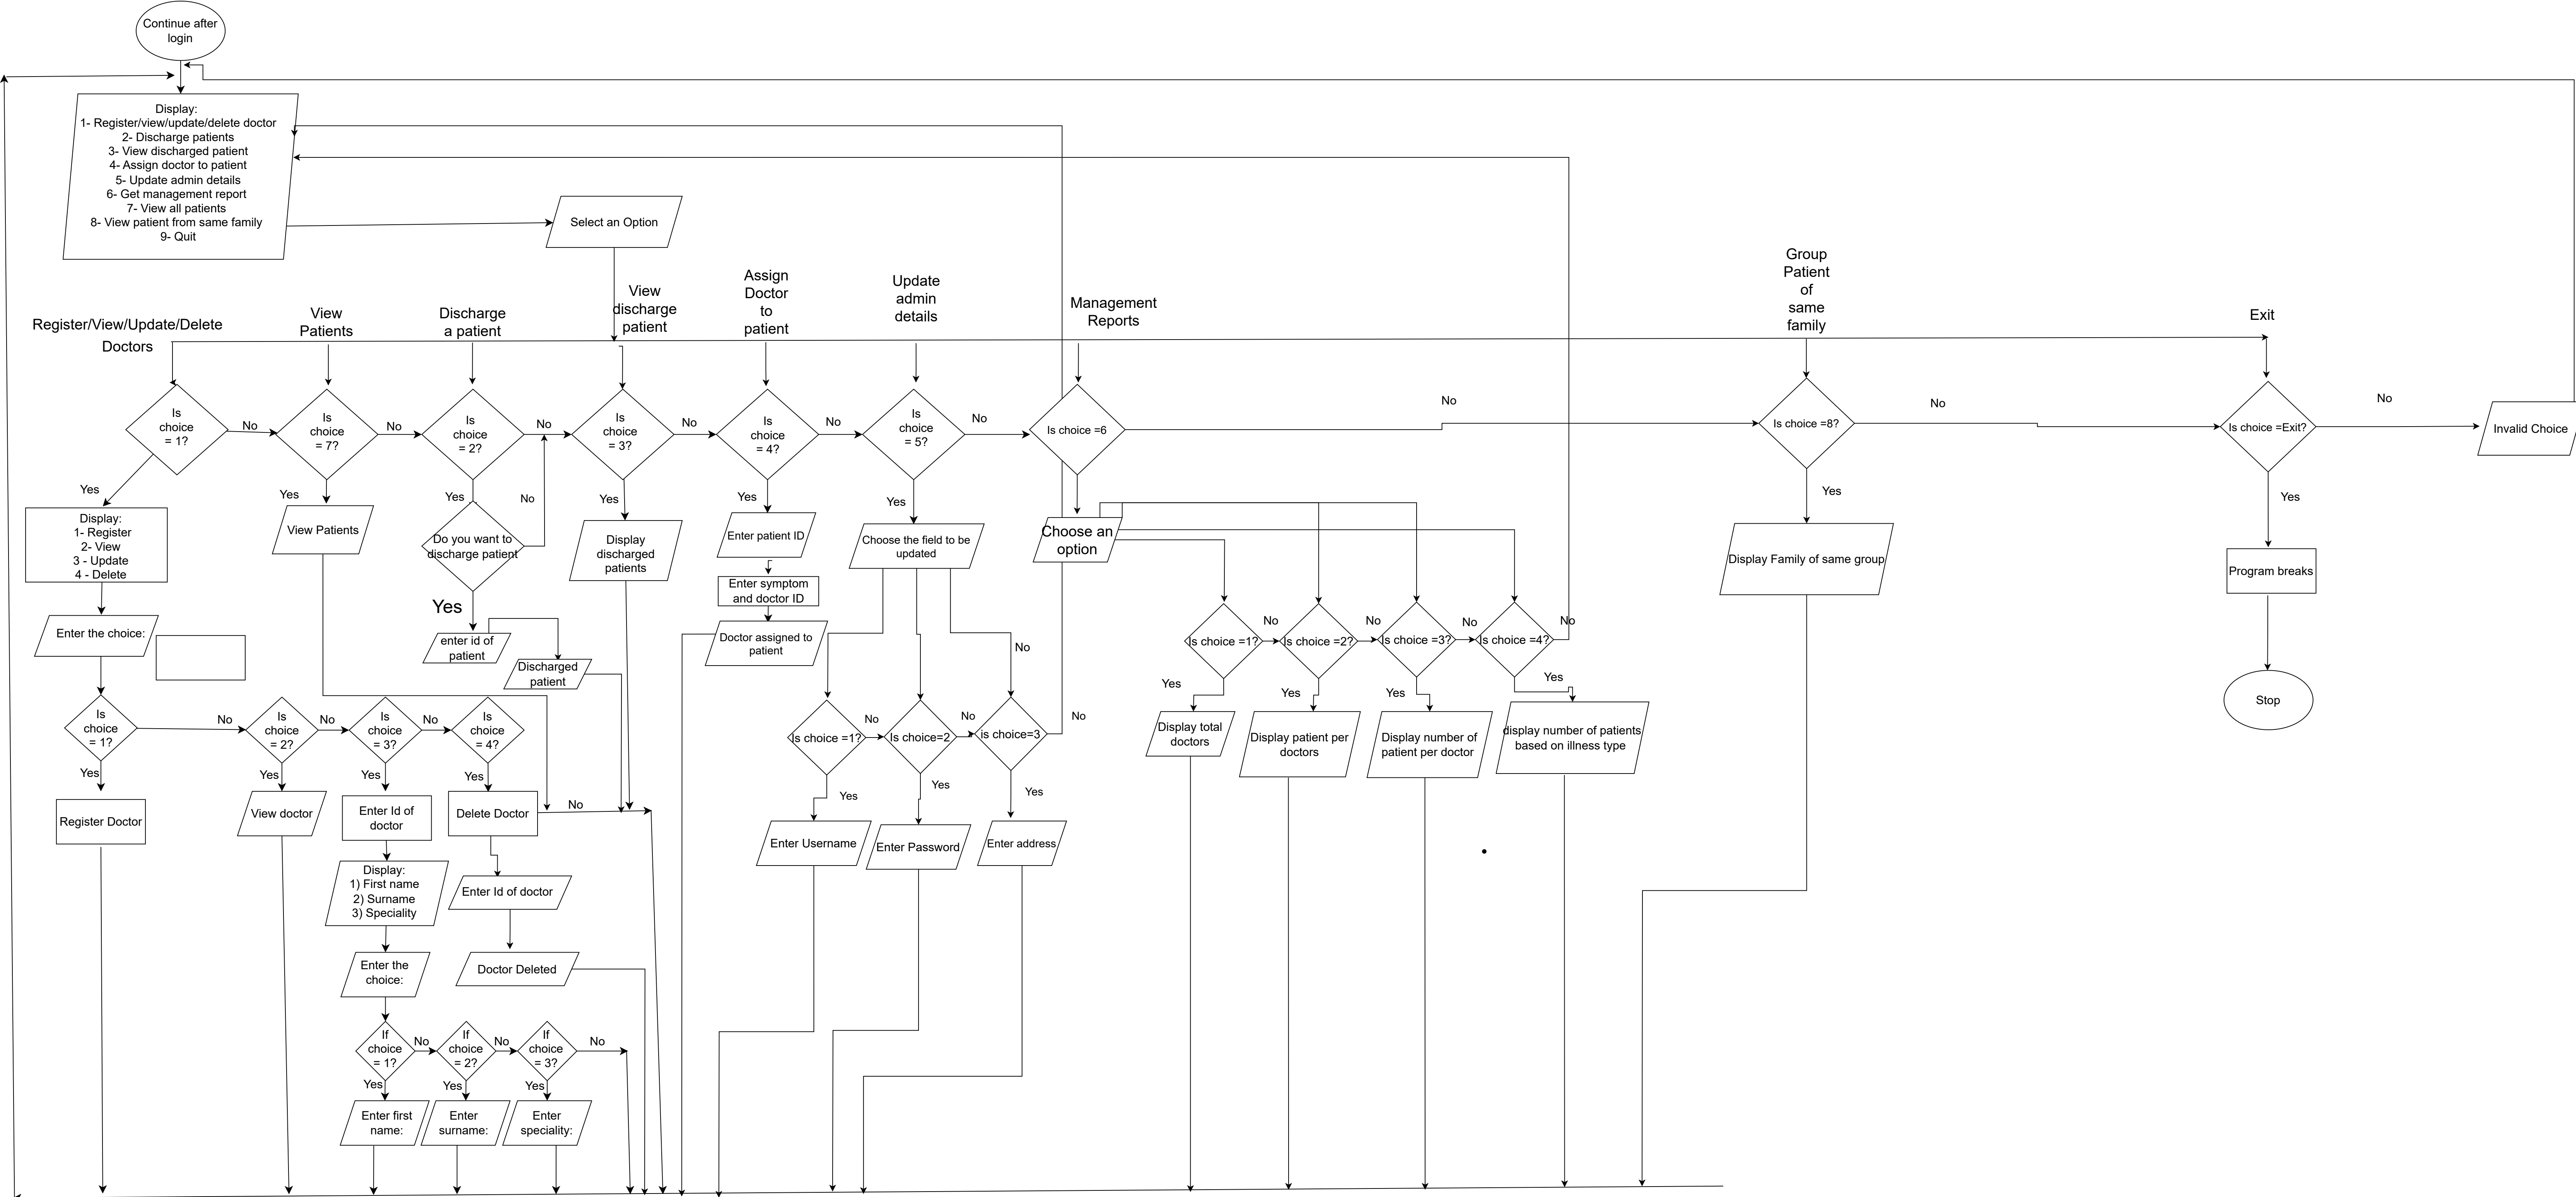 Continue after
login
Display:
1- Register/view/update/delete doctor
2- Discharge patients
3- View discharged patient
4- Assign doctor to patient
5- Update admin details
6- Get management report
7- View all patients
8- View patient from same family
9- Quit
Select an Option
Register/View/Update/Delete
Doctors
View
Patients
Discharge
a patient
View
discharge
patient
Assign
Doctor
to
patient
Update
admin
details
Management
Reports
Group
Patient
of
same
family
Exit
Is
choice
= 1?
No
Is
choice
= 7?
No
Is
choice
= 2?
No
Is
choice
= 3?
No
Is
choice
= 4?
No
Is
choice
= 5?
No
Is choice =6
No
Is choice =8?
No
Is choice =Exit?
No
Invalid Choice
Yes
Yes
Yes
No
Yes
Yes
Yes
Yes
Yes
Display:
1- Register
2- View
3 - Update
4 - Delete
View Patients
Do you want to
discharge patient
Display
discharged
patients
Enter patient ID
Choose the field to be
updated
Choose an
option
Display Family of same group
Program breaks
Enter symptom
and doctor ID
Yes
Enter the choice:
enter id of
patient
Discharged
patient
Doctor assigned to
patient
No
Is choice =1?
No
Is choice =2?
No
Is choice =3?
No
Is choice =4?
No
Yes
Yes
Yes
Yes
Stop
Is
choice
= 1?
No
Is
choice
= 2?
No
Is
choice
= 3?
No
Is
choice
= 4?
Is choice =1?
No
Is choice=2
No
is choice=3
No
Display total
doctors
Display patient per
doctors
Display number of
patient per doctor
display number of patients
based on illness type
Yes
Yes
Yes
Yes
Yes
Yes
Yes
Register Doctor
View doctor
Enter Id of
doctor
Delete Doctor
No
Enter Username
Enter Password
Enter address
Display:
1) First name
2) Surname
3) Speciality
Enter Id of doctor
Enter the
choice:
Doctor Deleted
If
choice
= 1?
No
If
choice
= 2?
No
If
choice
= 3?
No
Yes
Yes
Yes
Enter first
name:
Enter
surname:
Enter
speciality: